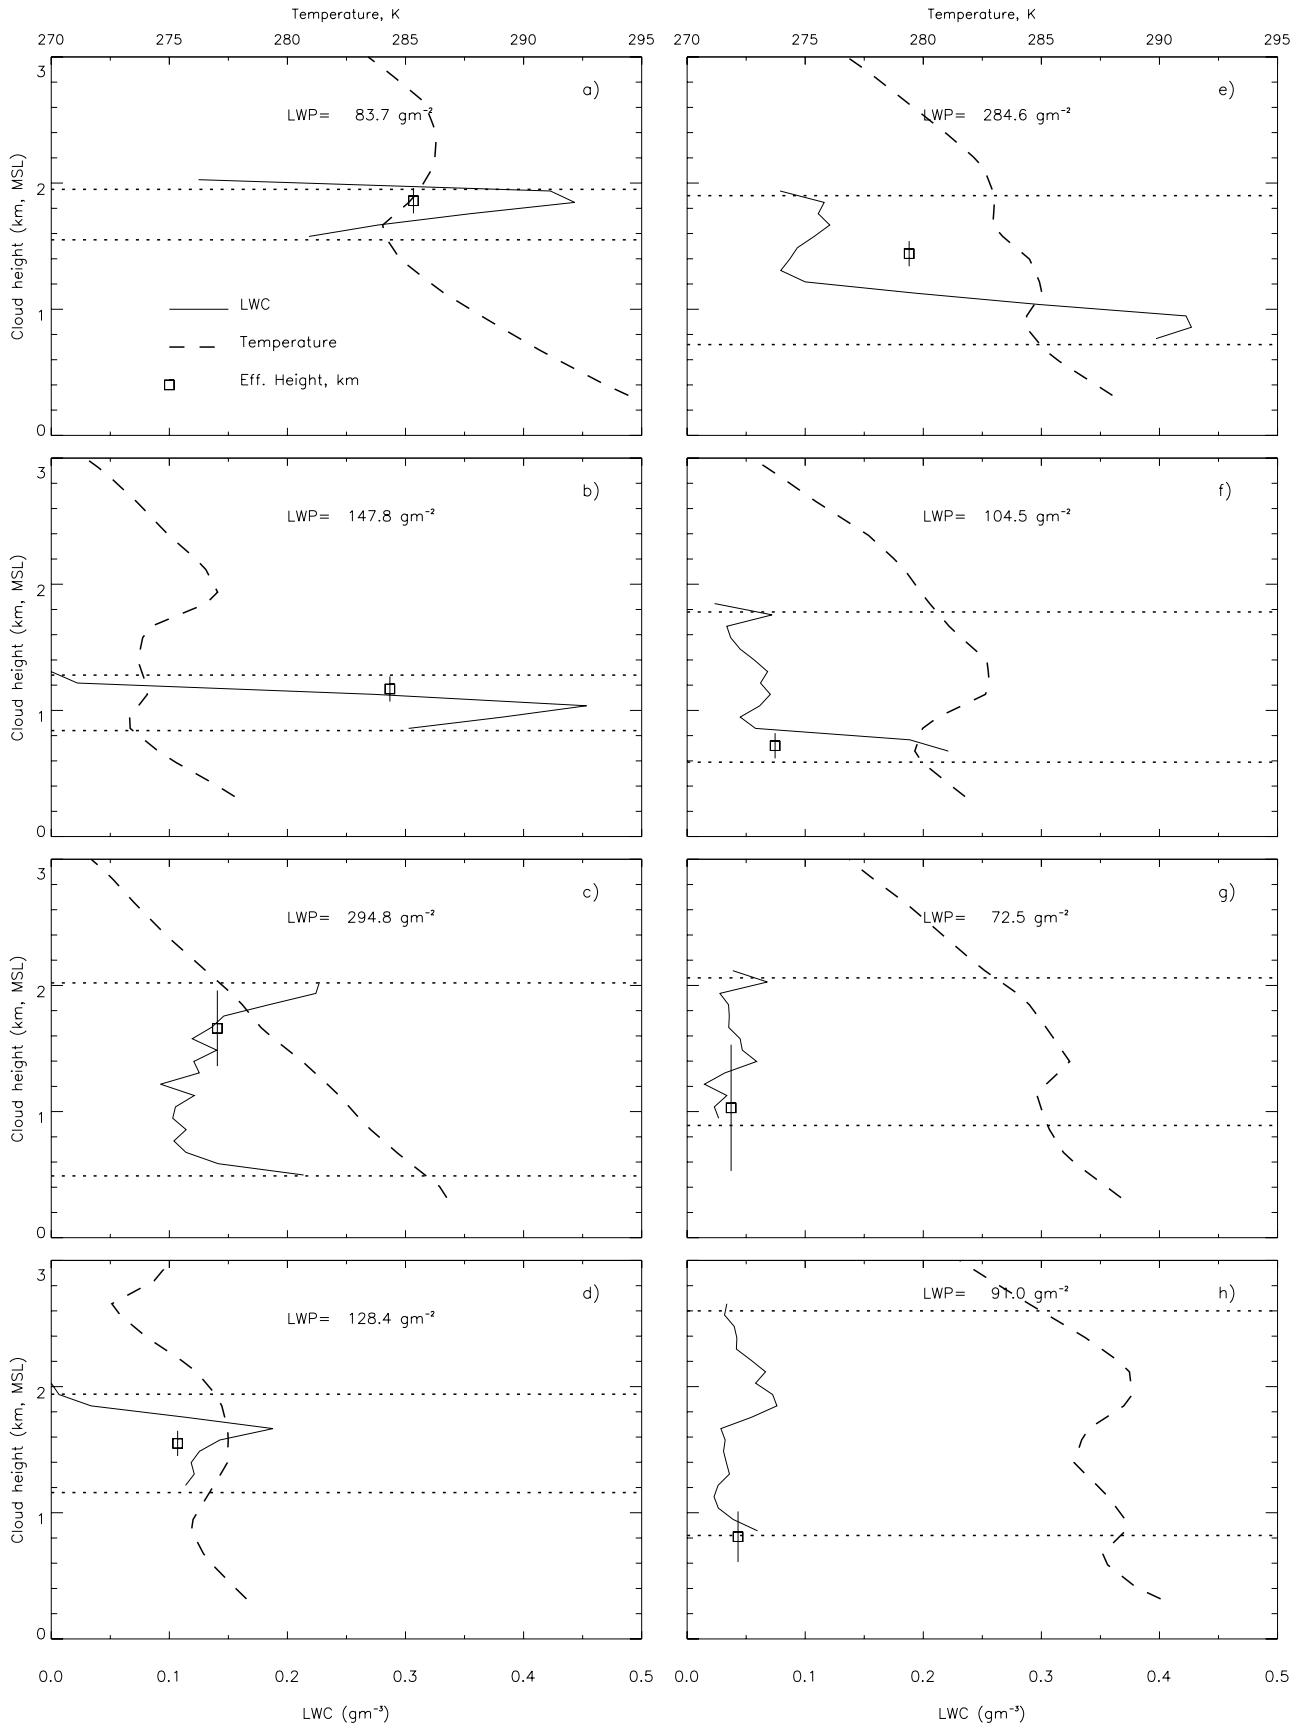 Temperature, K
270 275 280 285 290 295
Temperature, K
270 275 280 285 290 295
Cloud height (km, MSL)
3
2
1
0
a)
LWP= 83.7 gm⁻²
LWC
Temperature
Eff. Height, km
e)
LWP= 284.6 gm⁻²
Cloud height (km, MSL)
3
2
1
0
b)
LWP= 147.8 gm⁻²
f)
LWP= 104.5 gm⁻²
Cloud height (km, MSL)
3
2
1
0
c)
LWP= 294.8 gm⁻²
g)
LWP= 72.5 gm⁻²
Cloud height (km, MSL)
3
2
1
0
d)
LWP= 128.4 gm⁻²
h)
LWP= 91.0 gm⁻²
0.0 0.1 0.2 0.3 0.4 0.5
LWC (gm⁻³)
0.0 0.1 0.2 0.3 0.4 0.5
LWC (gm⁻³)